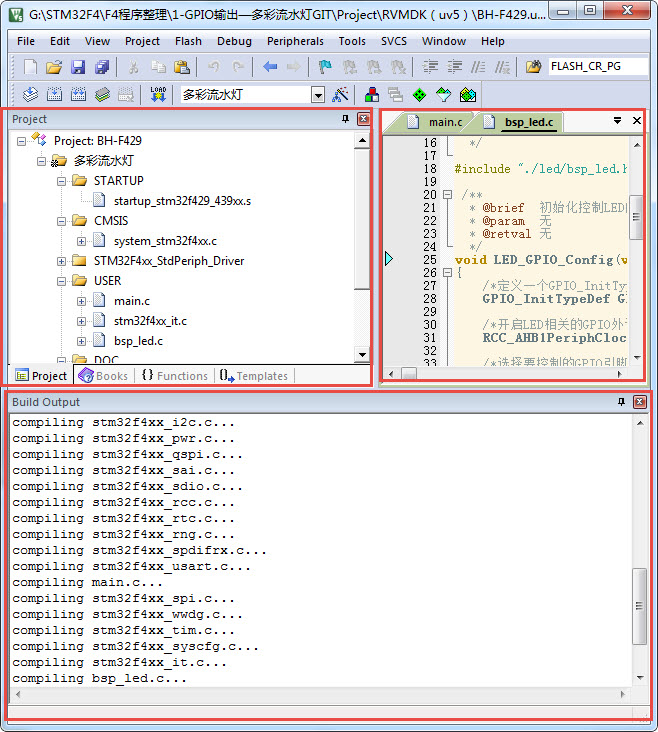 G:\STM32F4\F4程序整理\1-GPIO输出—多彩流水灯GIT\Project\RVMDK（uv5）\BH-F429.u...
File Edit View Project Flash Debug Peripherals Tools SVCS Window Help
FLASH_CR_PG
LOAD 多彩流水灯
Project
Project: BH-F429
多彩流水灯
STARTUP
startup_stm32f429_439xx.s
CMSIS
system_stm32f4xx.c
STM32F4xx_StdPeriph_Driver
USER
main.c
stm32f4xx_it.c
bsp_led.c
DOC
Project Books {} Functions Templates
main.c bsp_led.c
16 */
17
18 #include "./led/bsp_led.h
19
20 /**
21 * @brief 初始化控制LED
22 * @param 无
23 * @retval 无
24 */
25 void LED_GPIO_Config(v
26 {
27 /*定义一个GPIO_InitTyp
28 GPIO_InitTypeDef G
29
30 /*开启LED相关的GPIO外
31 RCC_AHB1PeriphCloc
32
33 /*选择要控制的GPIO引脚
Build Output
compiling stm32f4xx_i2c.c...
compiling stm32f4xx_pwr.c...
compiling stm32f4xx_qspi.c...
compiling stm32f4xx_sai.c...
compiling stm32f4xx_sdio.c...
compiling stm32f4xx_rcc.c...
compiling stm32f4xx_rtc.c...
compiling stm32f4xx_rng.c...
compiling stm32f4xx_spdifrx.c...
compiling stm32f4xx_usart.c...
compiling main.c...
compiling stm32f4xx_spi.c...
compiling stm32f4xx_wwdg.c...
compiling stm32f4xx_tim.c...
compiling stm32f4xx_syscfg.c...
compiling stm32f4xx_it.c...
compiling bsp_led.c...